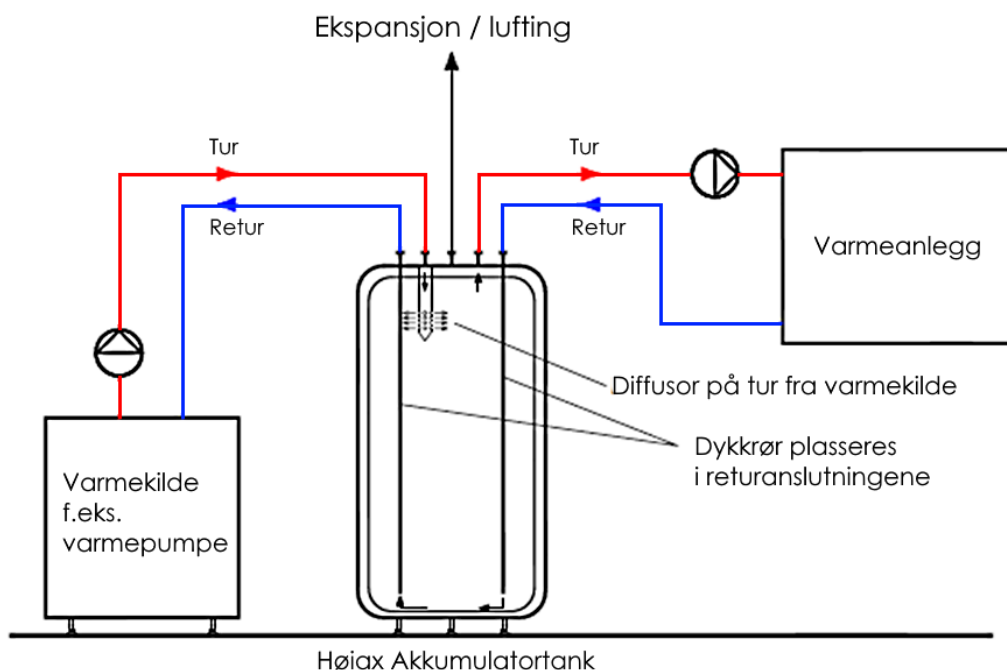 Ekspansjon / lufting
Tur
Tur
Retur
Retur
Varmeanlegg
Diffusor på tur fra varmekilde
Dykkrør plasseres
i returanslutningene
Varmekilde
f.eks.
varmepumpe
Høiax Akkumulatortank